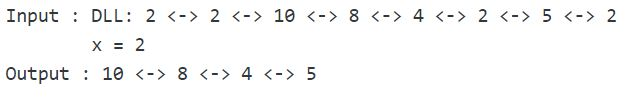 Input : DLL: 2 <-> 2 <-> 10 <-> 8 <-> 4 <-> 2 <-> 5 <-> 2
x = 2
Output : 10 <-> 8 <-> 4 <-> 5